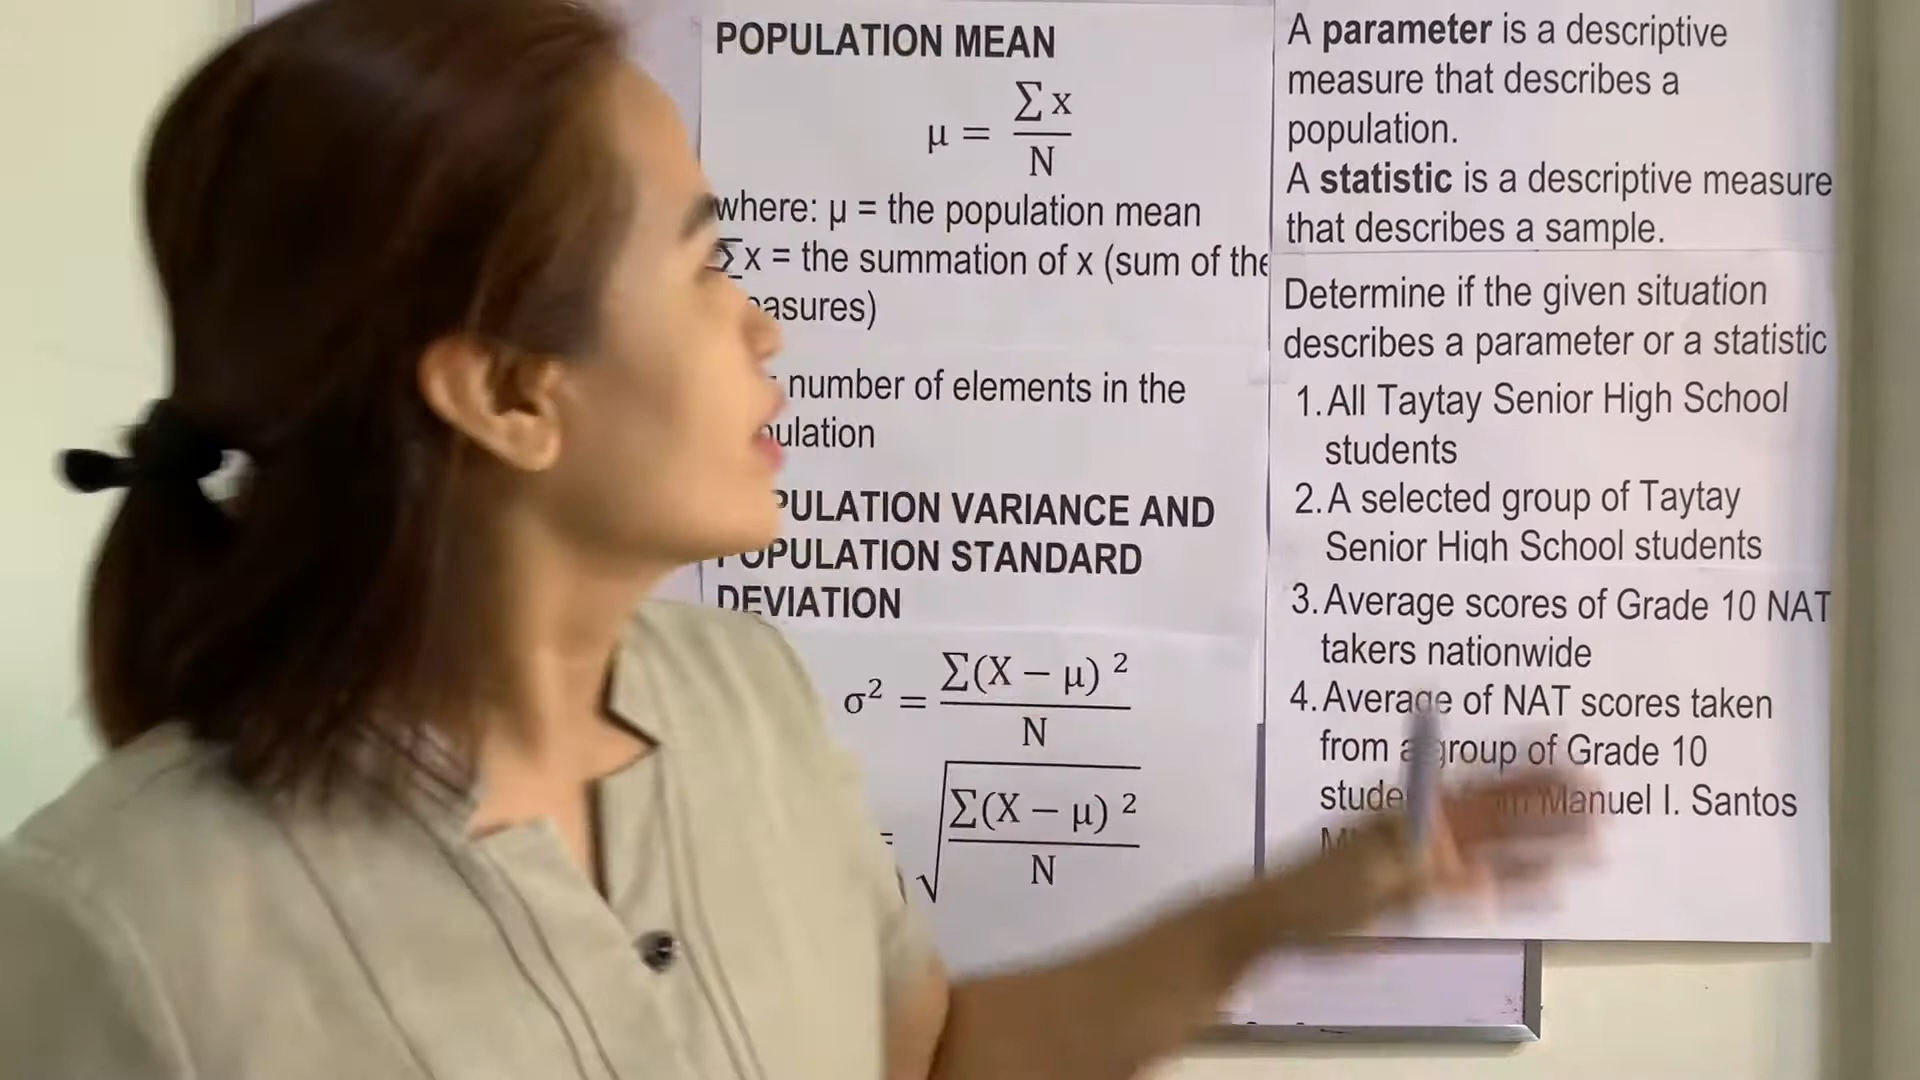 POPULATION MEAN
μ = ∑x / N
where: μ = the population mean
∑x = the summation of x (sum of the
asures)
number of elements in the
ulation
PULATION VARIANCE AND
POPULATION STANDARD
DEVIATION
σ² = ∑(X – μ) ² / N
= √ ∑(X – μ) ² / N
A parameter is a descriptive
measure that describes a
population.
A statistic is a descriptive measure
that describes a sample.
Determine if the given situation
describes a parameter or a statistic
1. All Taytay Senior High School
students
2. A selected group of Taytay
Senior High School students
3. Average scores of Grade 10 NAT
takers nationwide
4. Average of NAT scores taken
from a group of Grade 10
Manuel I. Santos